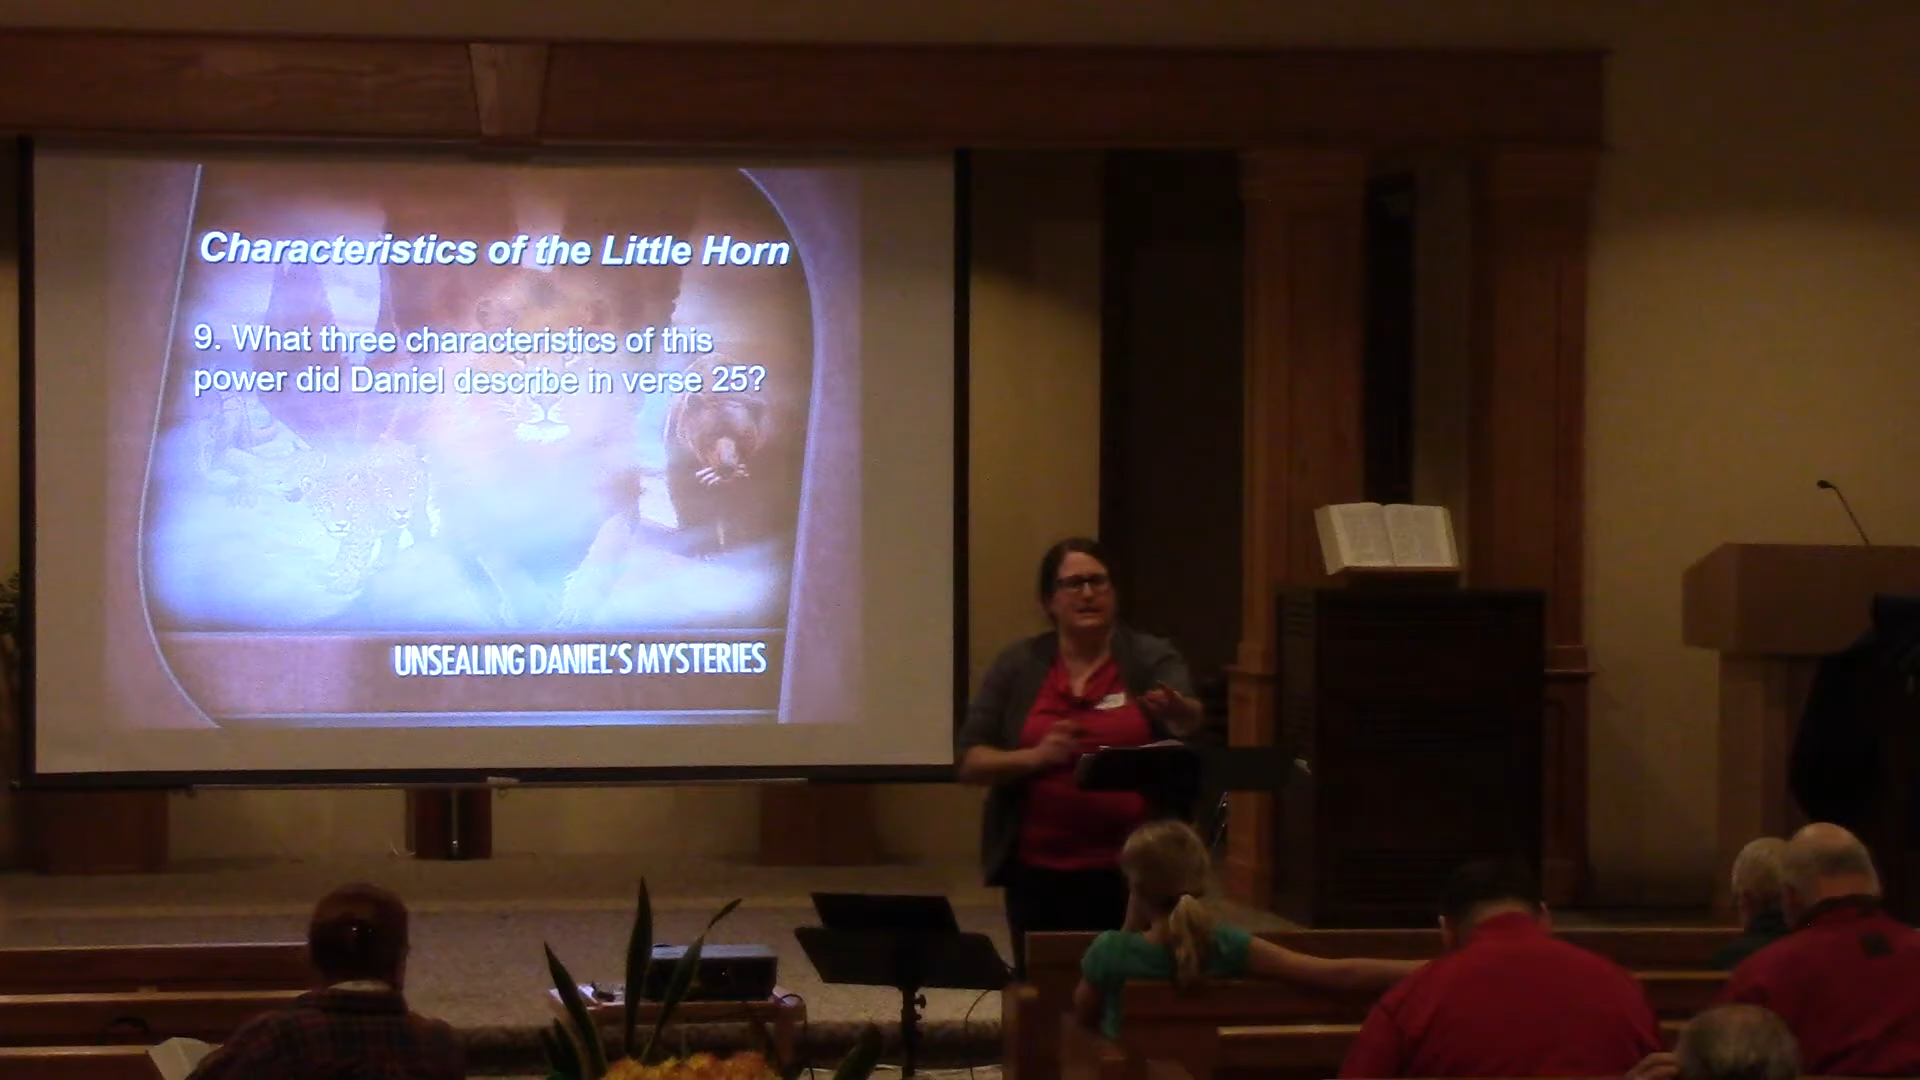 Characteristics of the Little Horn
9. What three characteristics of this
power did Daniel describe in verse 25?
UNSEALING DANIEL'S MYSTERIES